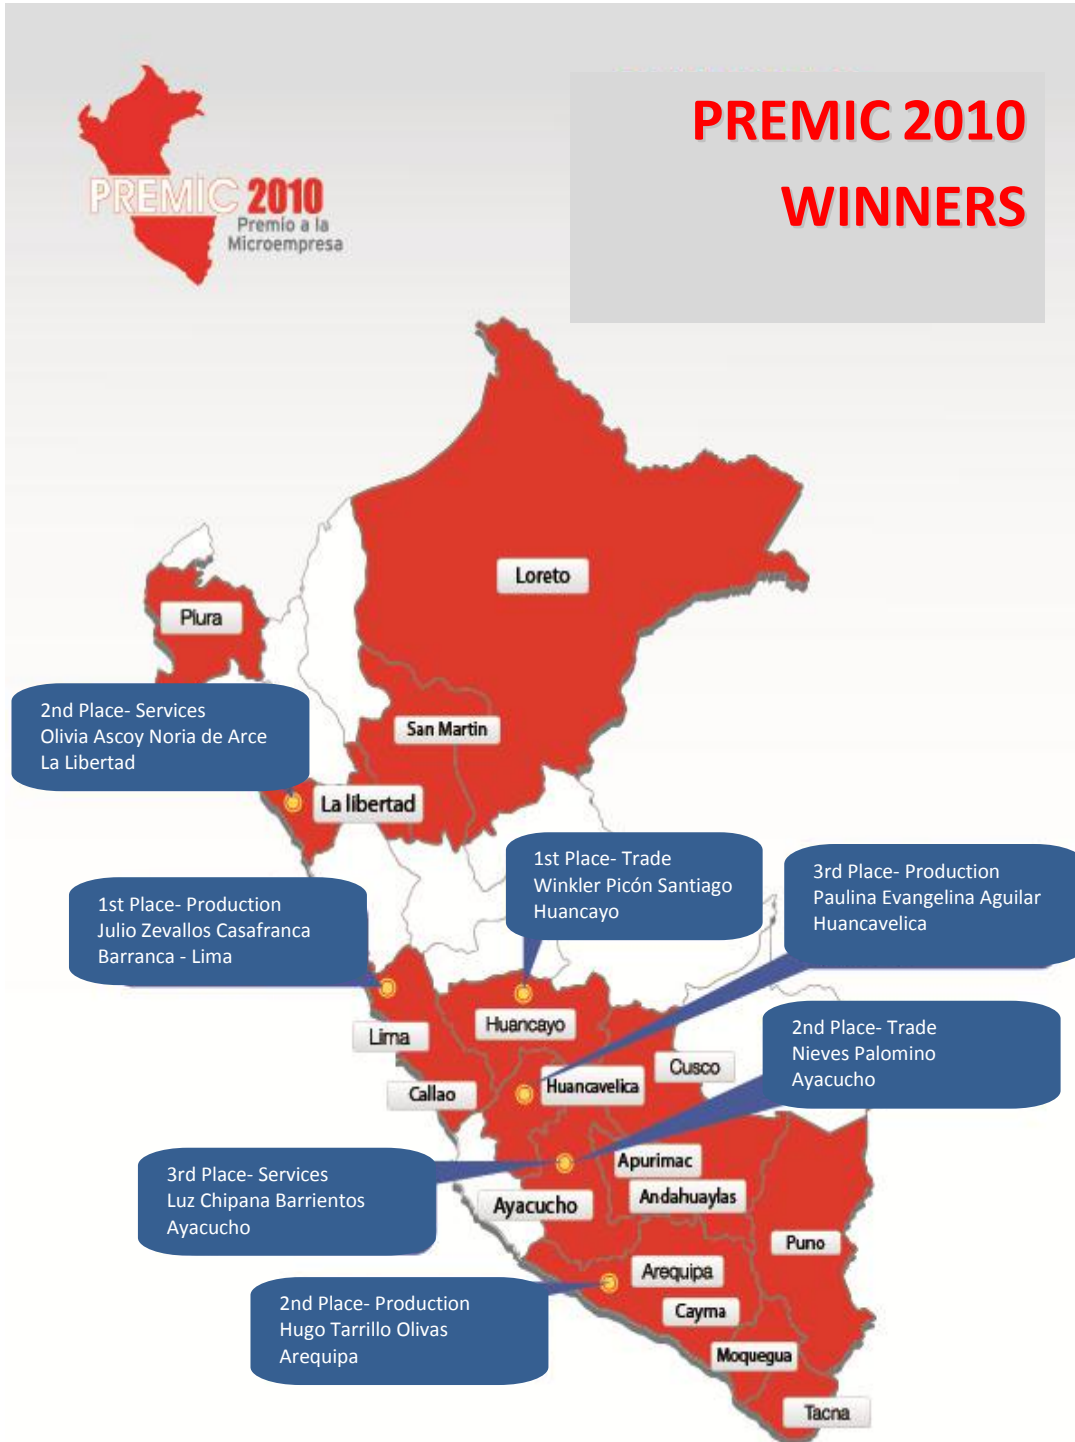 PREMIC 2010
Premio a la
Microempresa
PREMIC 2010
WINNERS
Loreto
Piura
2nd Place- Services
Olivia Ascoy Noria de Arce
La Libertad
San Martin
La libertad
1st Place- Trade
Winkler Picón Santiago
Huancayo
3rd Place- Production
Paulina Evangelina Aguilar
Huancavelica
1st Place- Production
Julio Zevallos Casafranca
Barranca - Lima
Lima
Huancayo
2nd Place- Trade
Nieves Palomino
Ayacucho
Cusco
Callao
Huancavelica
3rd Place- Services
Luz Chipana Barrientos
Ayacucho
Apurimac
Andahuaylas
Ayacucho
Puno
Arequipa
2nd Place- Production
Hugo Tarrillo Olivas
Arequipa
Cayma
Moquegua
Tacna